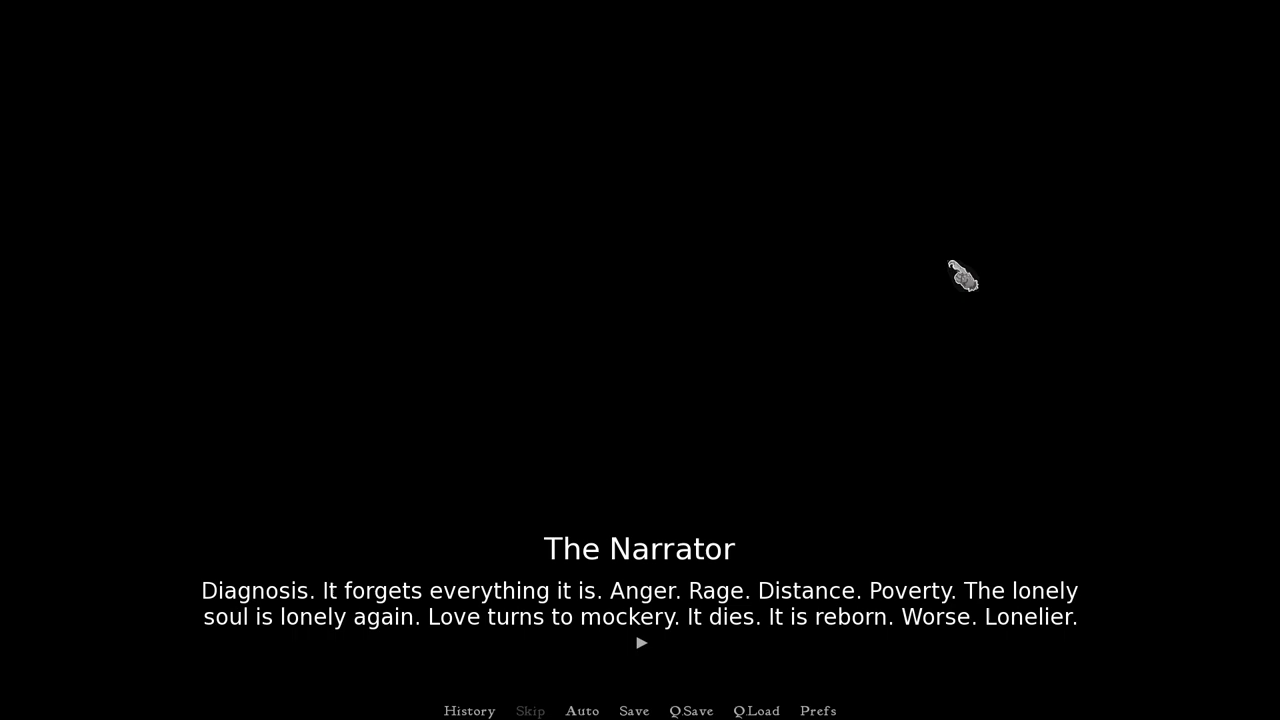 The Narrator
Diagnosis. It forgets everything it is. Anger. Rage. Distance. Poverty. The lonely
soul is lonely again. Love turns to mockery. It dies. It is reborn. Worse. Lonelier.
History Skip Auto Save Q.Save Q.Load Prefs